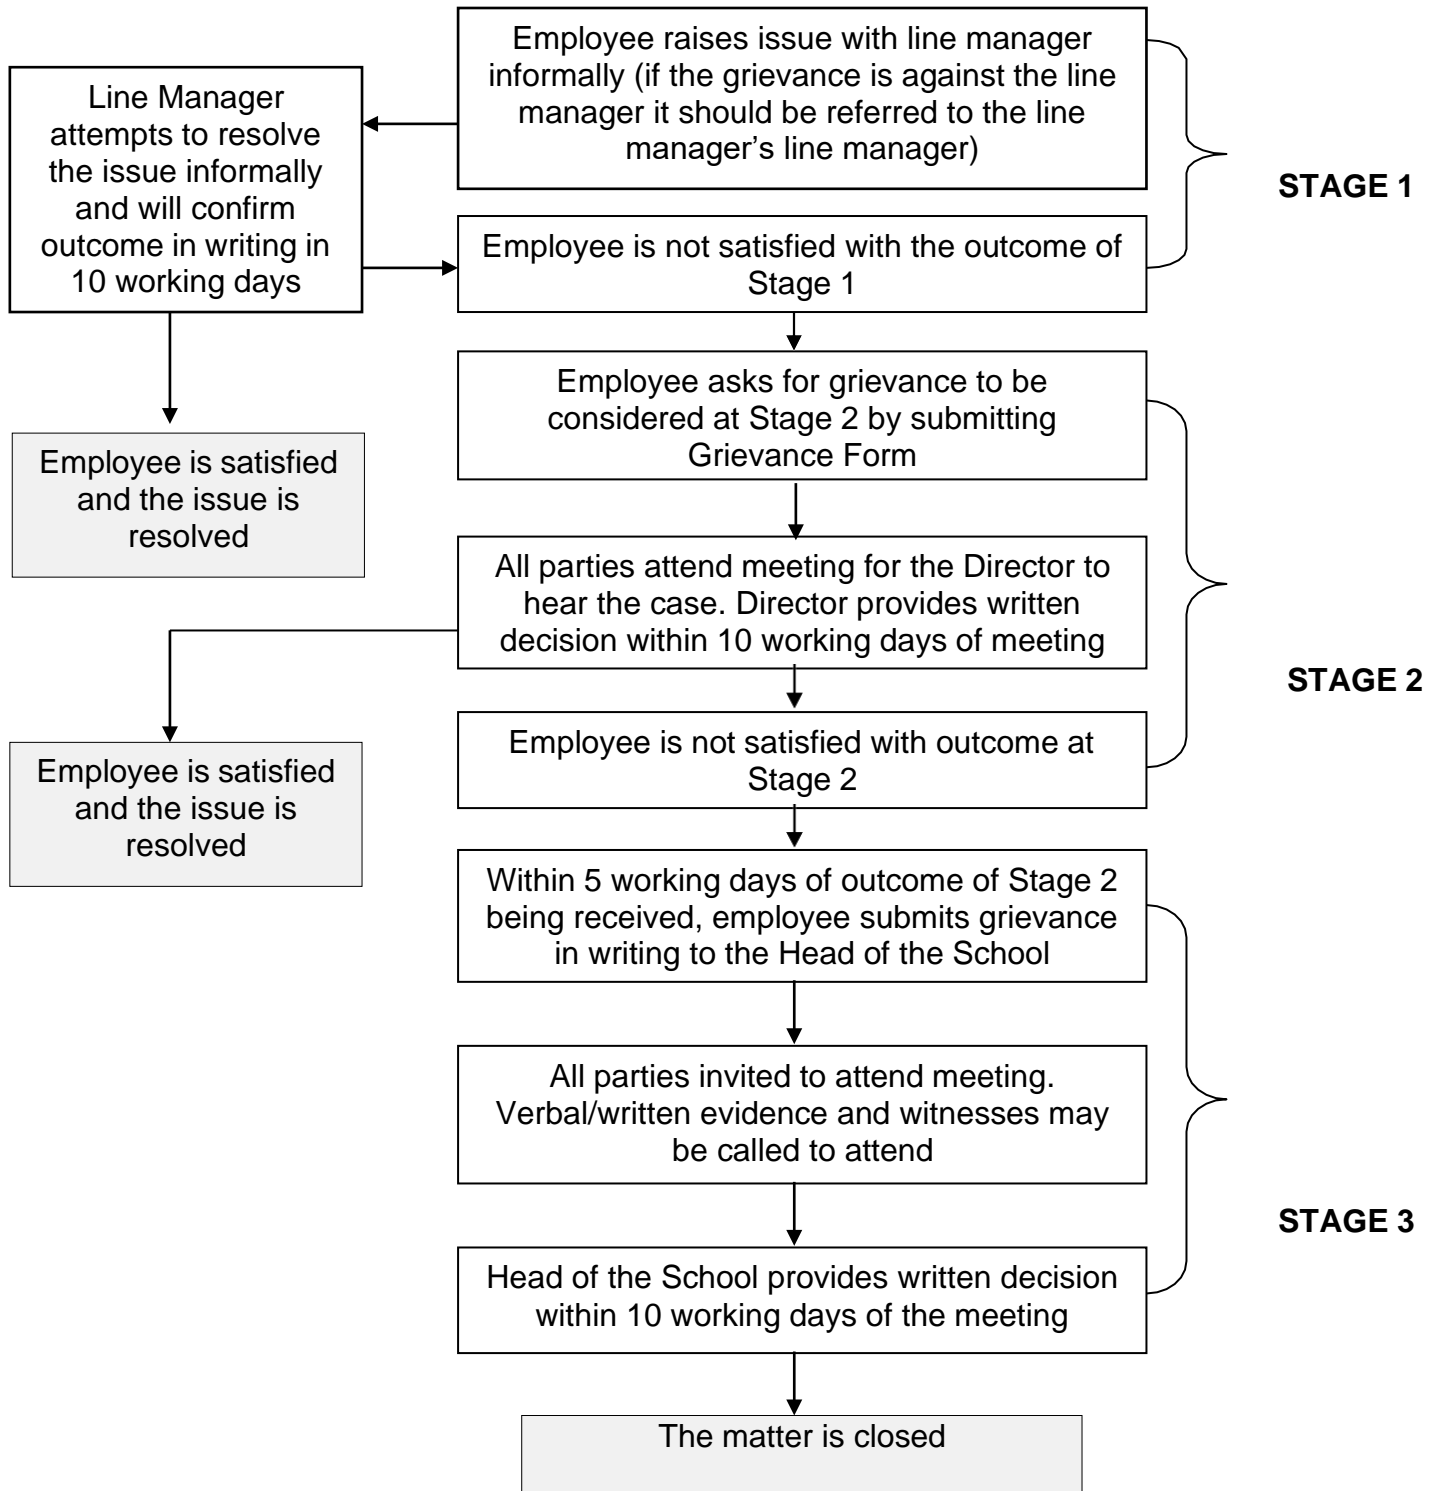 Employee raises issue with line manager
informally (if the grievance is against the line
manager it should be referred to the line
manager’s line manager)
Line Manager
attempts to resolve
the issue informally
and will confirm
outcome in writing in
10 working days
STAGE 1
Employee is not satisfied with the outcome of
Stage 1
Employee is satisfied
and the issue is
resolved
Employee asks for grievance to be
considered at Stage 2 by submitting
Grievance Form
All parties attend meeting for the Director to
hear the case. Director provides written
decision within 10 working days of meeting
STAGE 2
Employee is not satisfied with outcome at
Stage 2
Employee is satisfied
and the issue is
resolved
Within 5 working days of outcome of Stage 2
being received, employee submits grievance
in writing to the Head of the School
All parties invited to attend meeting.
Verbal/written evidence and witnesses may
be called to attend
STAGE 3
Head of the School provides written decision
within 10 working days of the meeting
The matter is closed